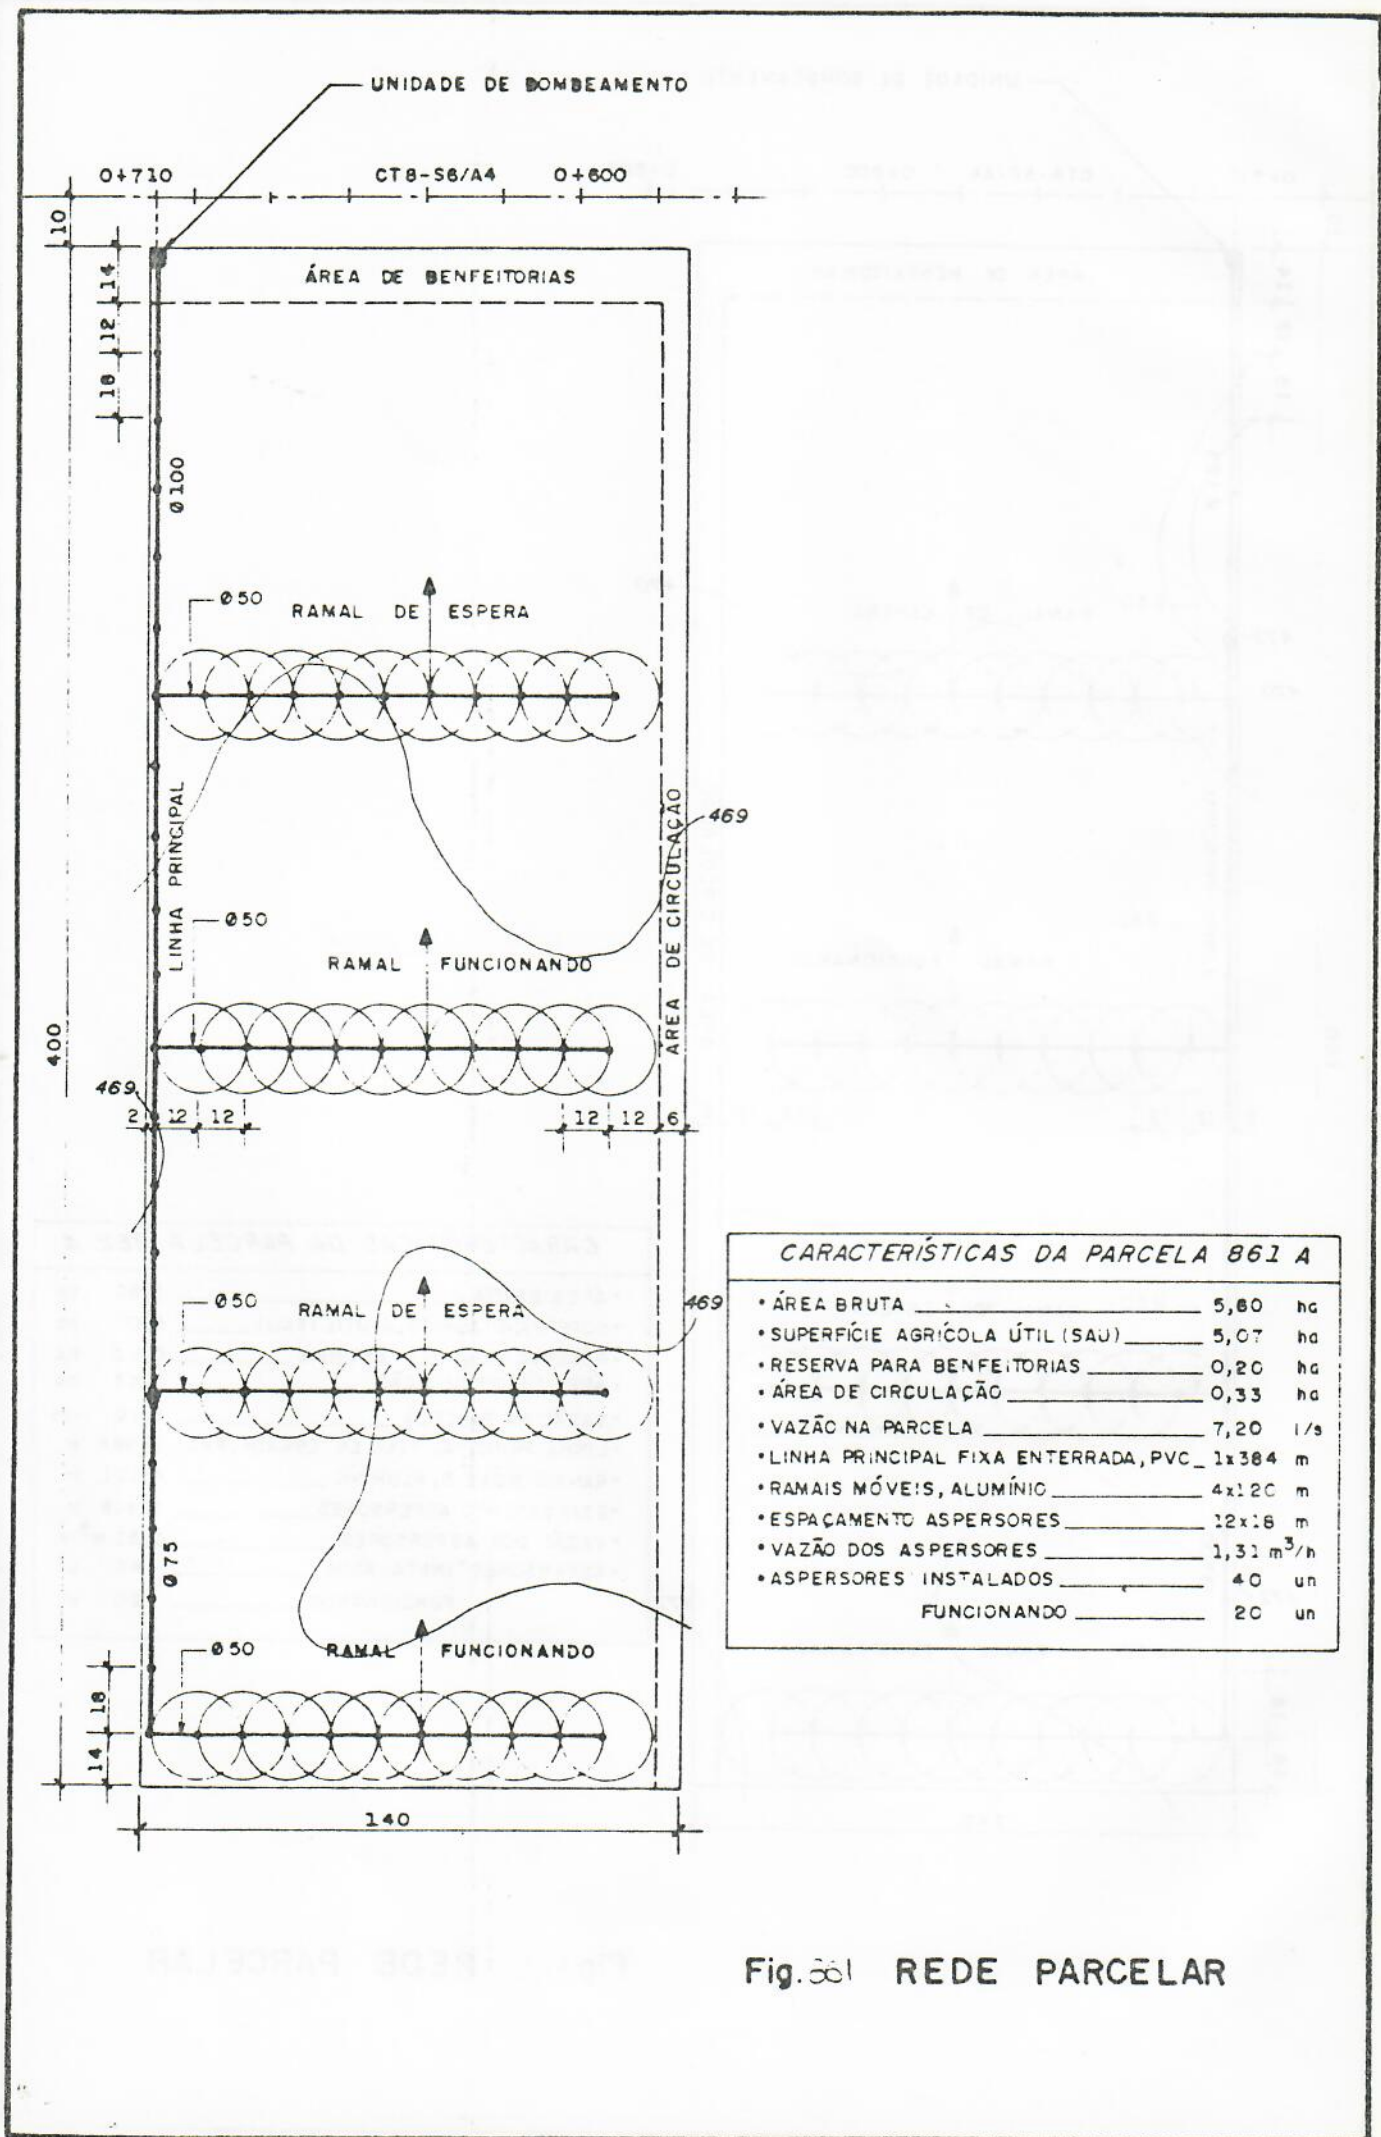 UNIDADE DE BOMBEAMENTO
0+710 CT8-S6/A4 0+600
10
ÁREA DE BENFEITORIAS
14
12
18
Ø100
Ø50 RAMAL DE ESPERA
LINHA PRINCIPAL
469
ÁREA DE CIRCULAÇÃO
Ø50
RAMAL FUNCIONANDO
400
469
2 12 12 12 12 6
Ø50 RAMAL DE ESPERA 469
CARACTERÍSTICAS DA PARCELA 861 A
• ÁREA BRUTA 5,60 ha
• SUPERFÍCIE AGRÍCOLA ÚTIL (SAU) 5,07 ha
• RESERVA PARA BENFEITORIAS 0,20 ha
• ÁREA DE CIRCULAÇÃO 0,33 ha
• VAZÃO NA PARCELA 7,20 l/s
• LINHA PRINCIPAL FIXA ENTERRADA, PVC 1x384 m
• RAMAIS MÓVEIS, ALUMÍNIO 4x120 m
• ESPAÇAMENTO ASPERSORES 12x18 m
• VAZÃO DOS ASPERSORES 1,31 m³/h
• ASPERSORES INSTALADOS 40 un
FUNCIONANDO 20 un
Ø75
Ø50 RAMAL FUNCIONANDO
18
14
140
Fig. REDE PARCELAR